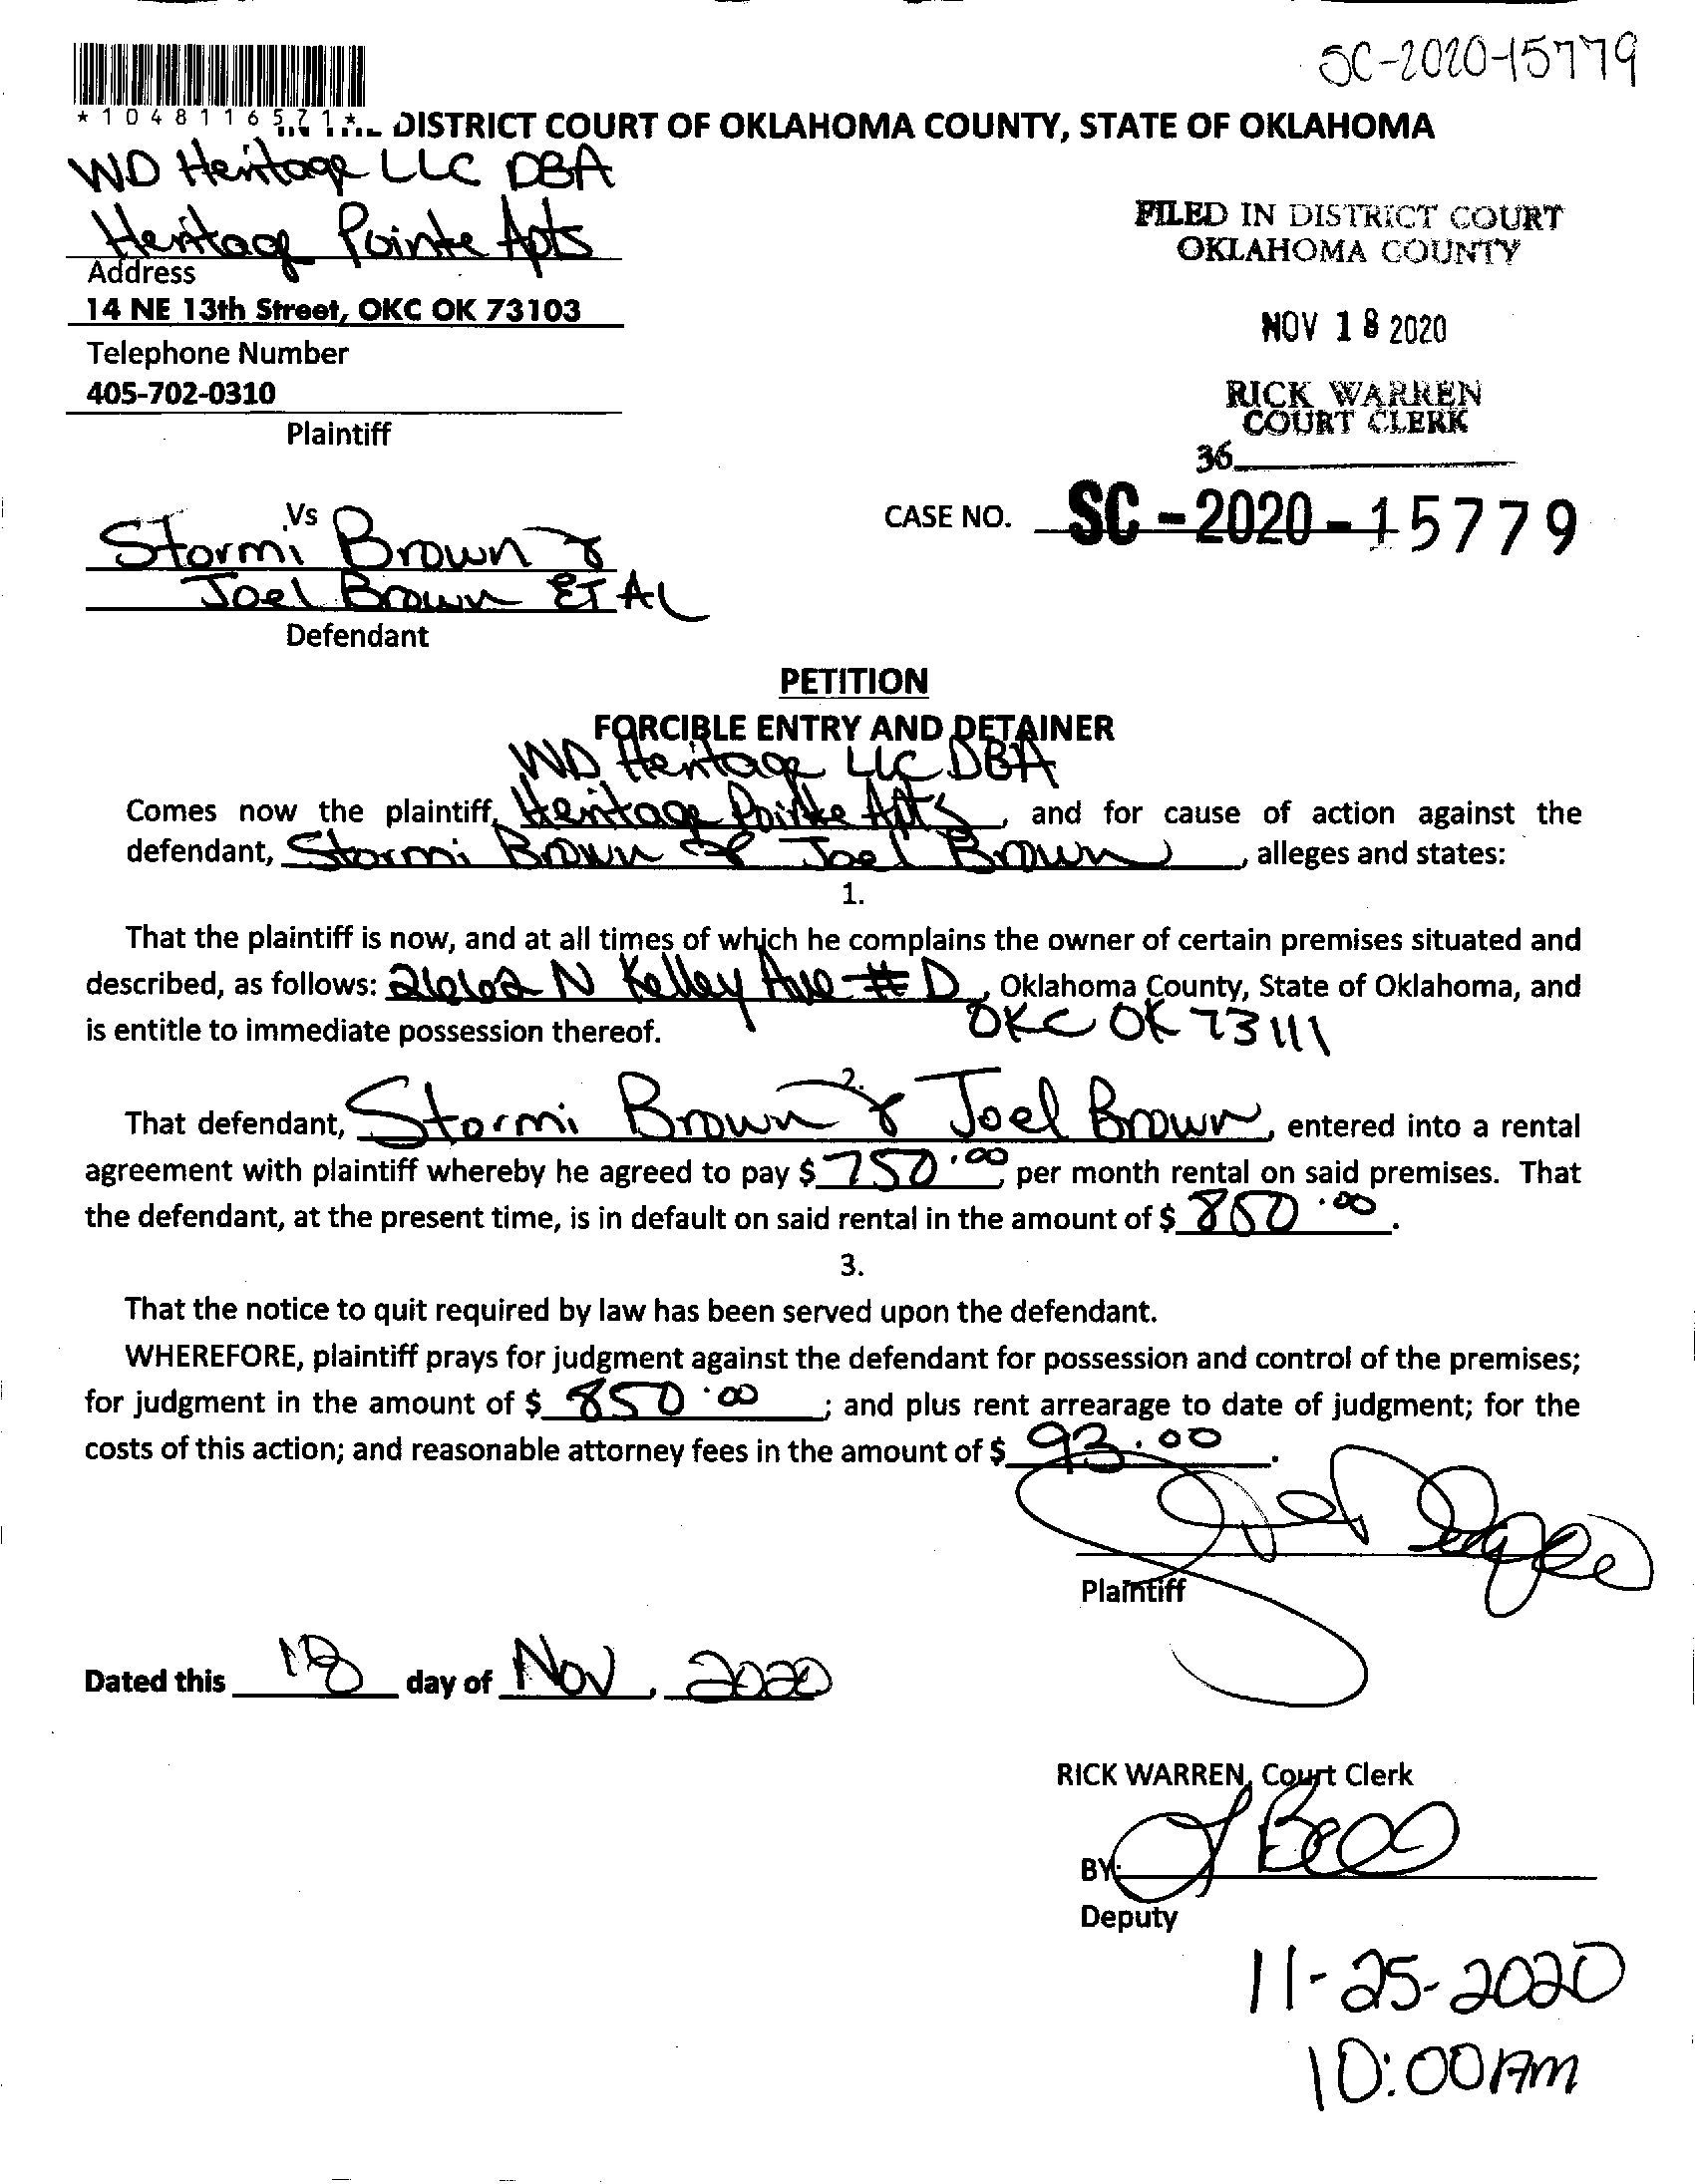 SC-2020-15779
*1048116571*
DISTRICT COURT OF OKLAHOMA COUNTY, STATE OF OKLAHOMA
WD Heritage LLC DBA
Heritage Pointe Apts
Address
14 NE 13th Street, OKC OK 73103
Telephone Number
405-702-0310
Plaintiff
FILED IN DISTRICT COURT
OKLAHOMA COUNTY
NOV 18 2020
RICK WARREN
COURT CLERK
36
Vs
Stormi Brown &
Joel Brown ET AL
Defendant
CASE NO. SC-2020-15779
PETITION
FORCIBLE ENTRY AND DETAINER
WD Heritage LLC DBA
Comes now the plaintiff, Heritage Pointe Apts, and for cause of action against the
defendant, Stormi Brown & Joel Brown, alleges and states:
1.
That the plaintiff is now, and at all times of which he complains the owner of certain premises situated and
described, as follows: 2662 N Kelley Ave #D, Oklahoma County, State of Oklahoma, and
is entitle to immediate possession thereof. OKC OK 73111
2.
That defendant, Stormi Brown & Joel Brown, entered into a rental
agreement with plaintiff whereby he agreed to pay $ 750.00, per month rental on said premises. That
the defendant, at the present time, is in default on said rental in the amount of $ 850.00.
3.
That the notice to quit required by law has been served upon the defendant.
WHEREFORE, plaintiff prays for judgment against the defendant for possession and control of the premises;
for judgment in the amount of $ 850.00; and plus rent arrearage to date of judgment; for the
costs of this action; and reasonable attorney fees in the amount of $ 93.00.
Plaintiff
Dated this 18 day of Nov, 2020
RICK WARREN, Court Clerk
BY:
Deputy
11-25-2020
10:00AM